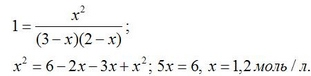 1 = x² / ((3 − x)(2 − x)) ;
x² = 6 − 2x − 3x + x² ; 5x = 6, x = 1,2 моль / л.